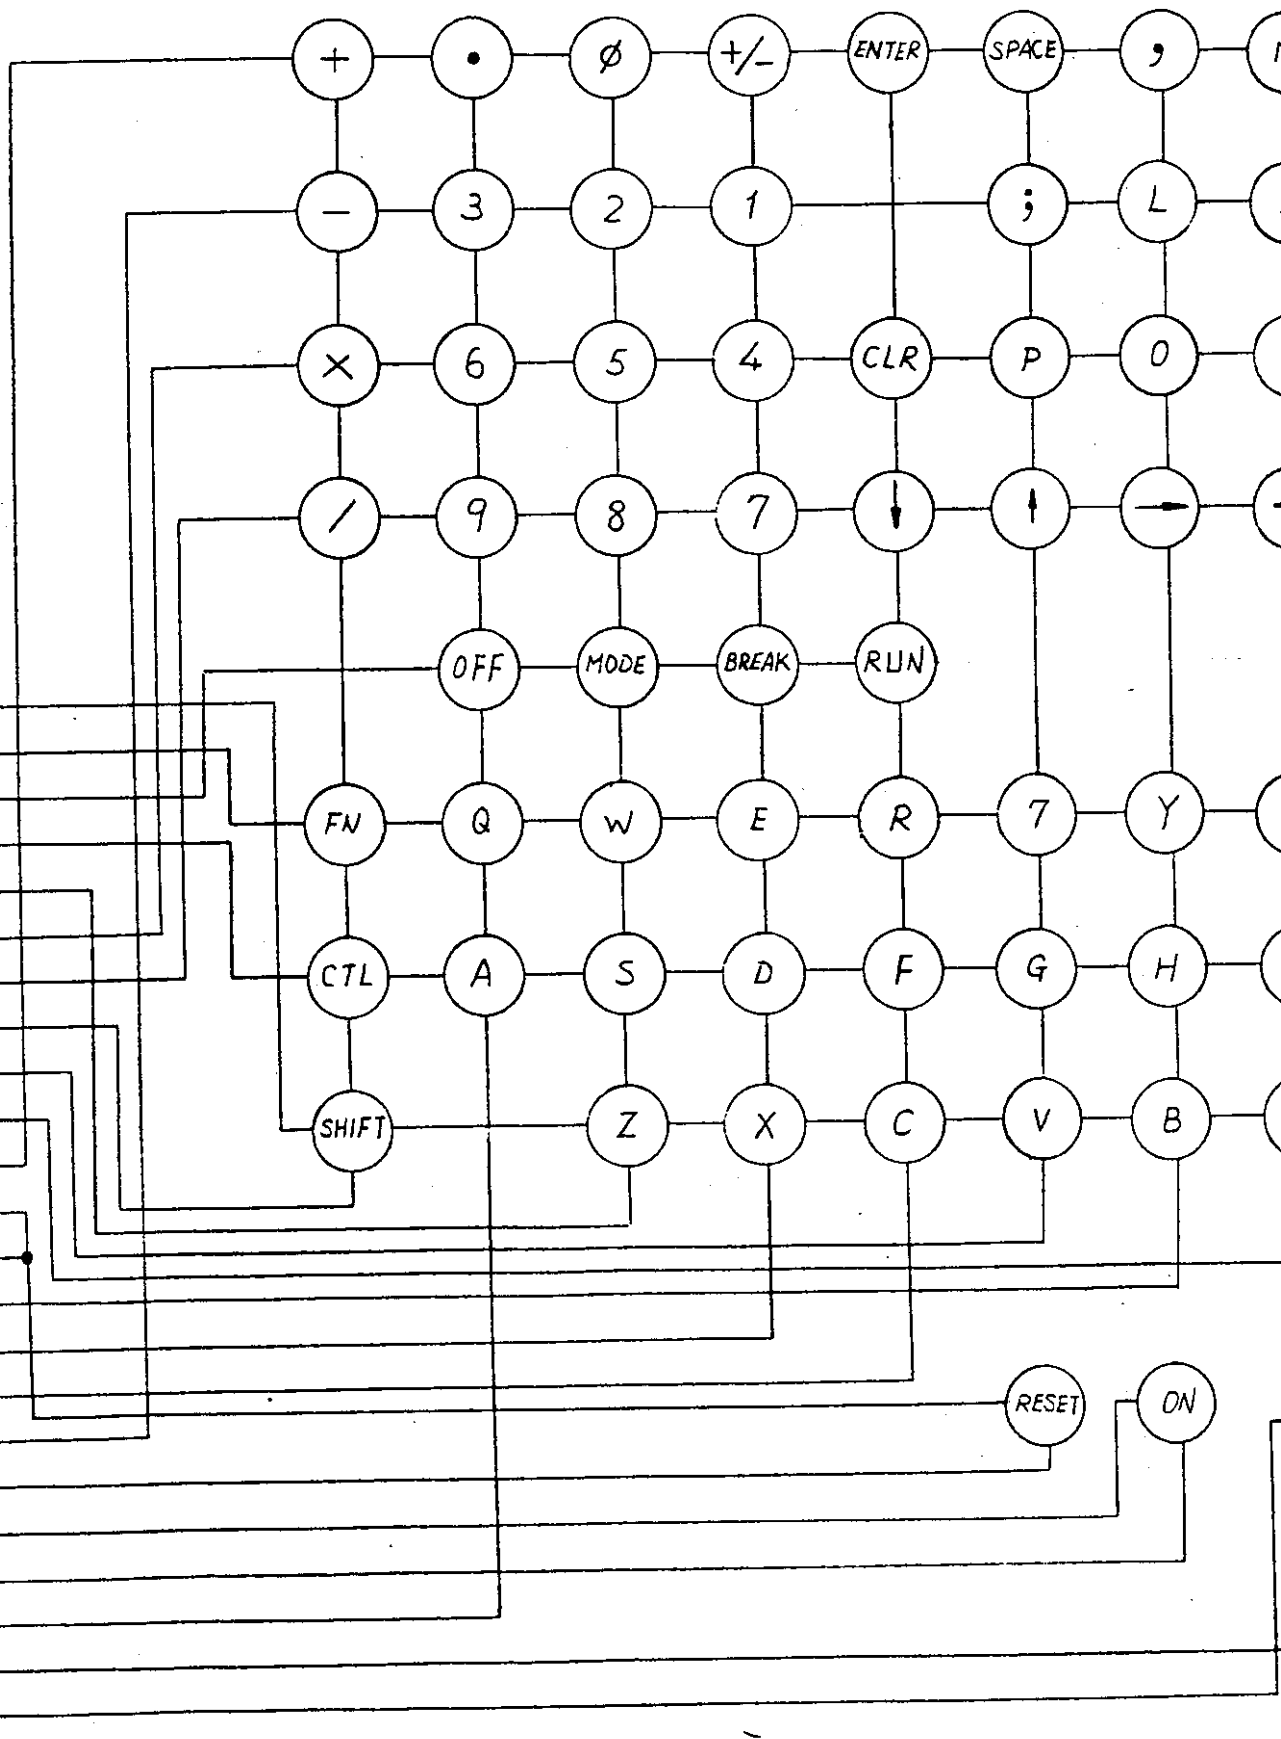 + • Ø +/- ENTER SPACE ,
- 3 2 1 ; L
X 6 5 4 CLR P O
/ 9 8 7 ↓ ↑ →
OFF MODE BREAK RUN
FN Q W E R 7 Y
CTL A S D F G H
SHIFT Z X C V B
RESET ON